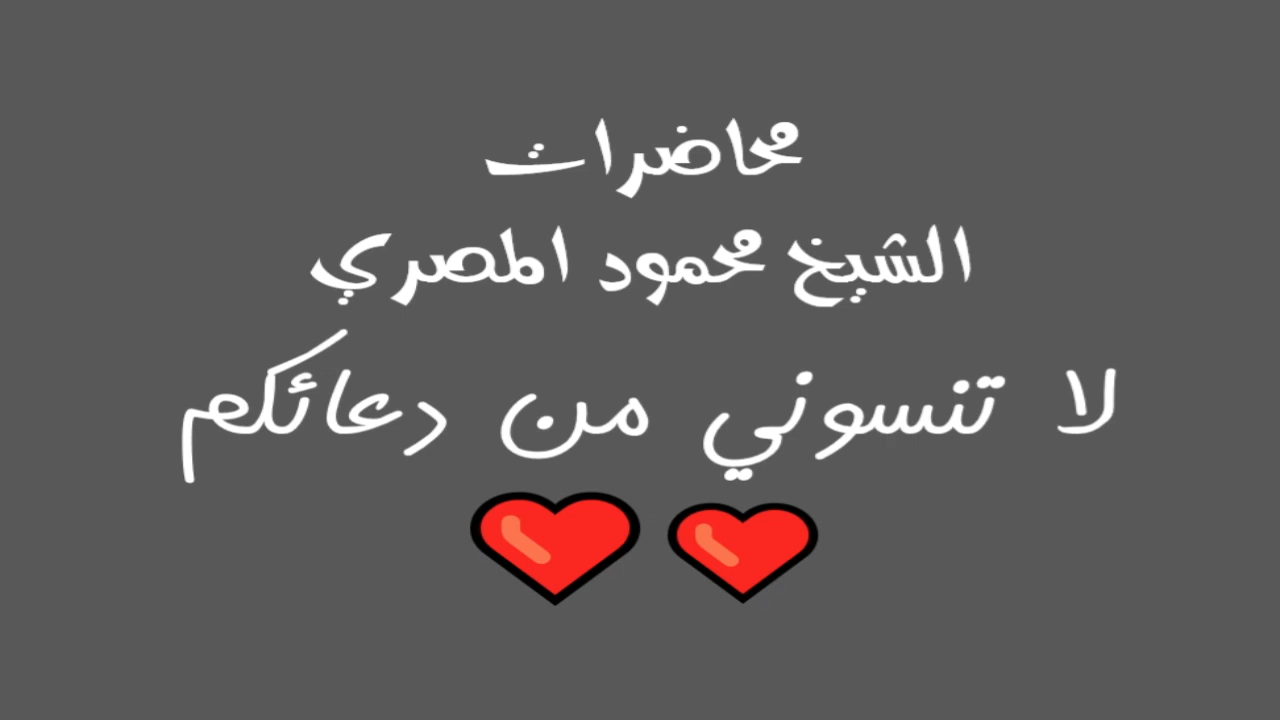 محاضرات
الشيخ محمود المصري
لا تنسوني من دعائكم